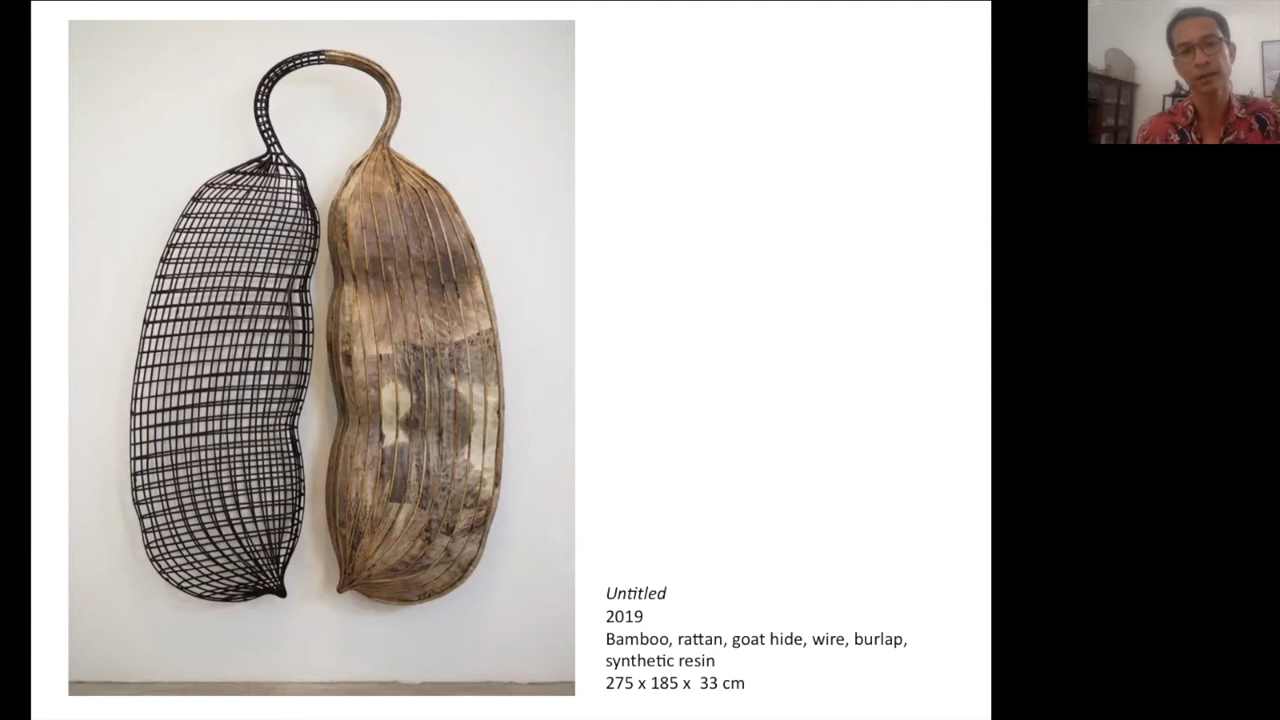 Untitled
2019
Bamboo, rattan, goat hide, wire, burlap,
synthetic resin
275 x 185 x  33 cm